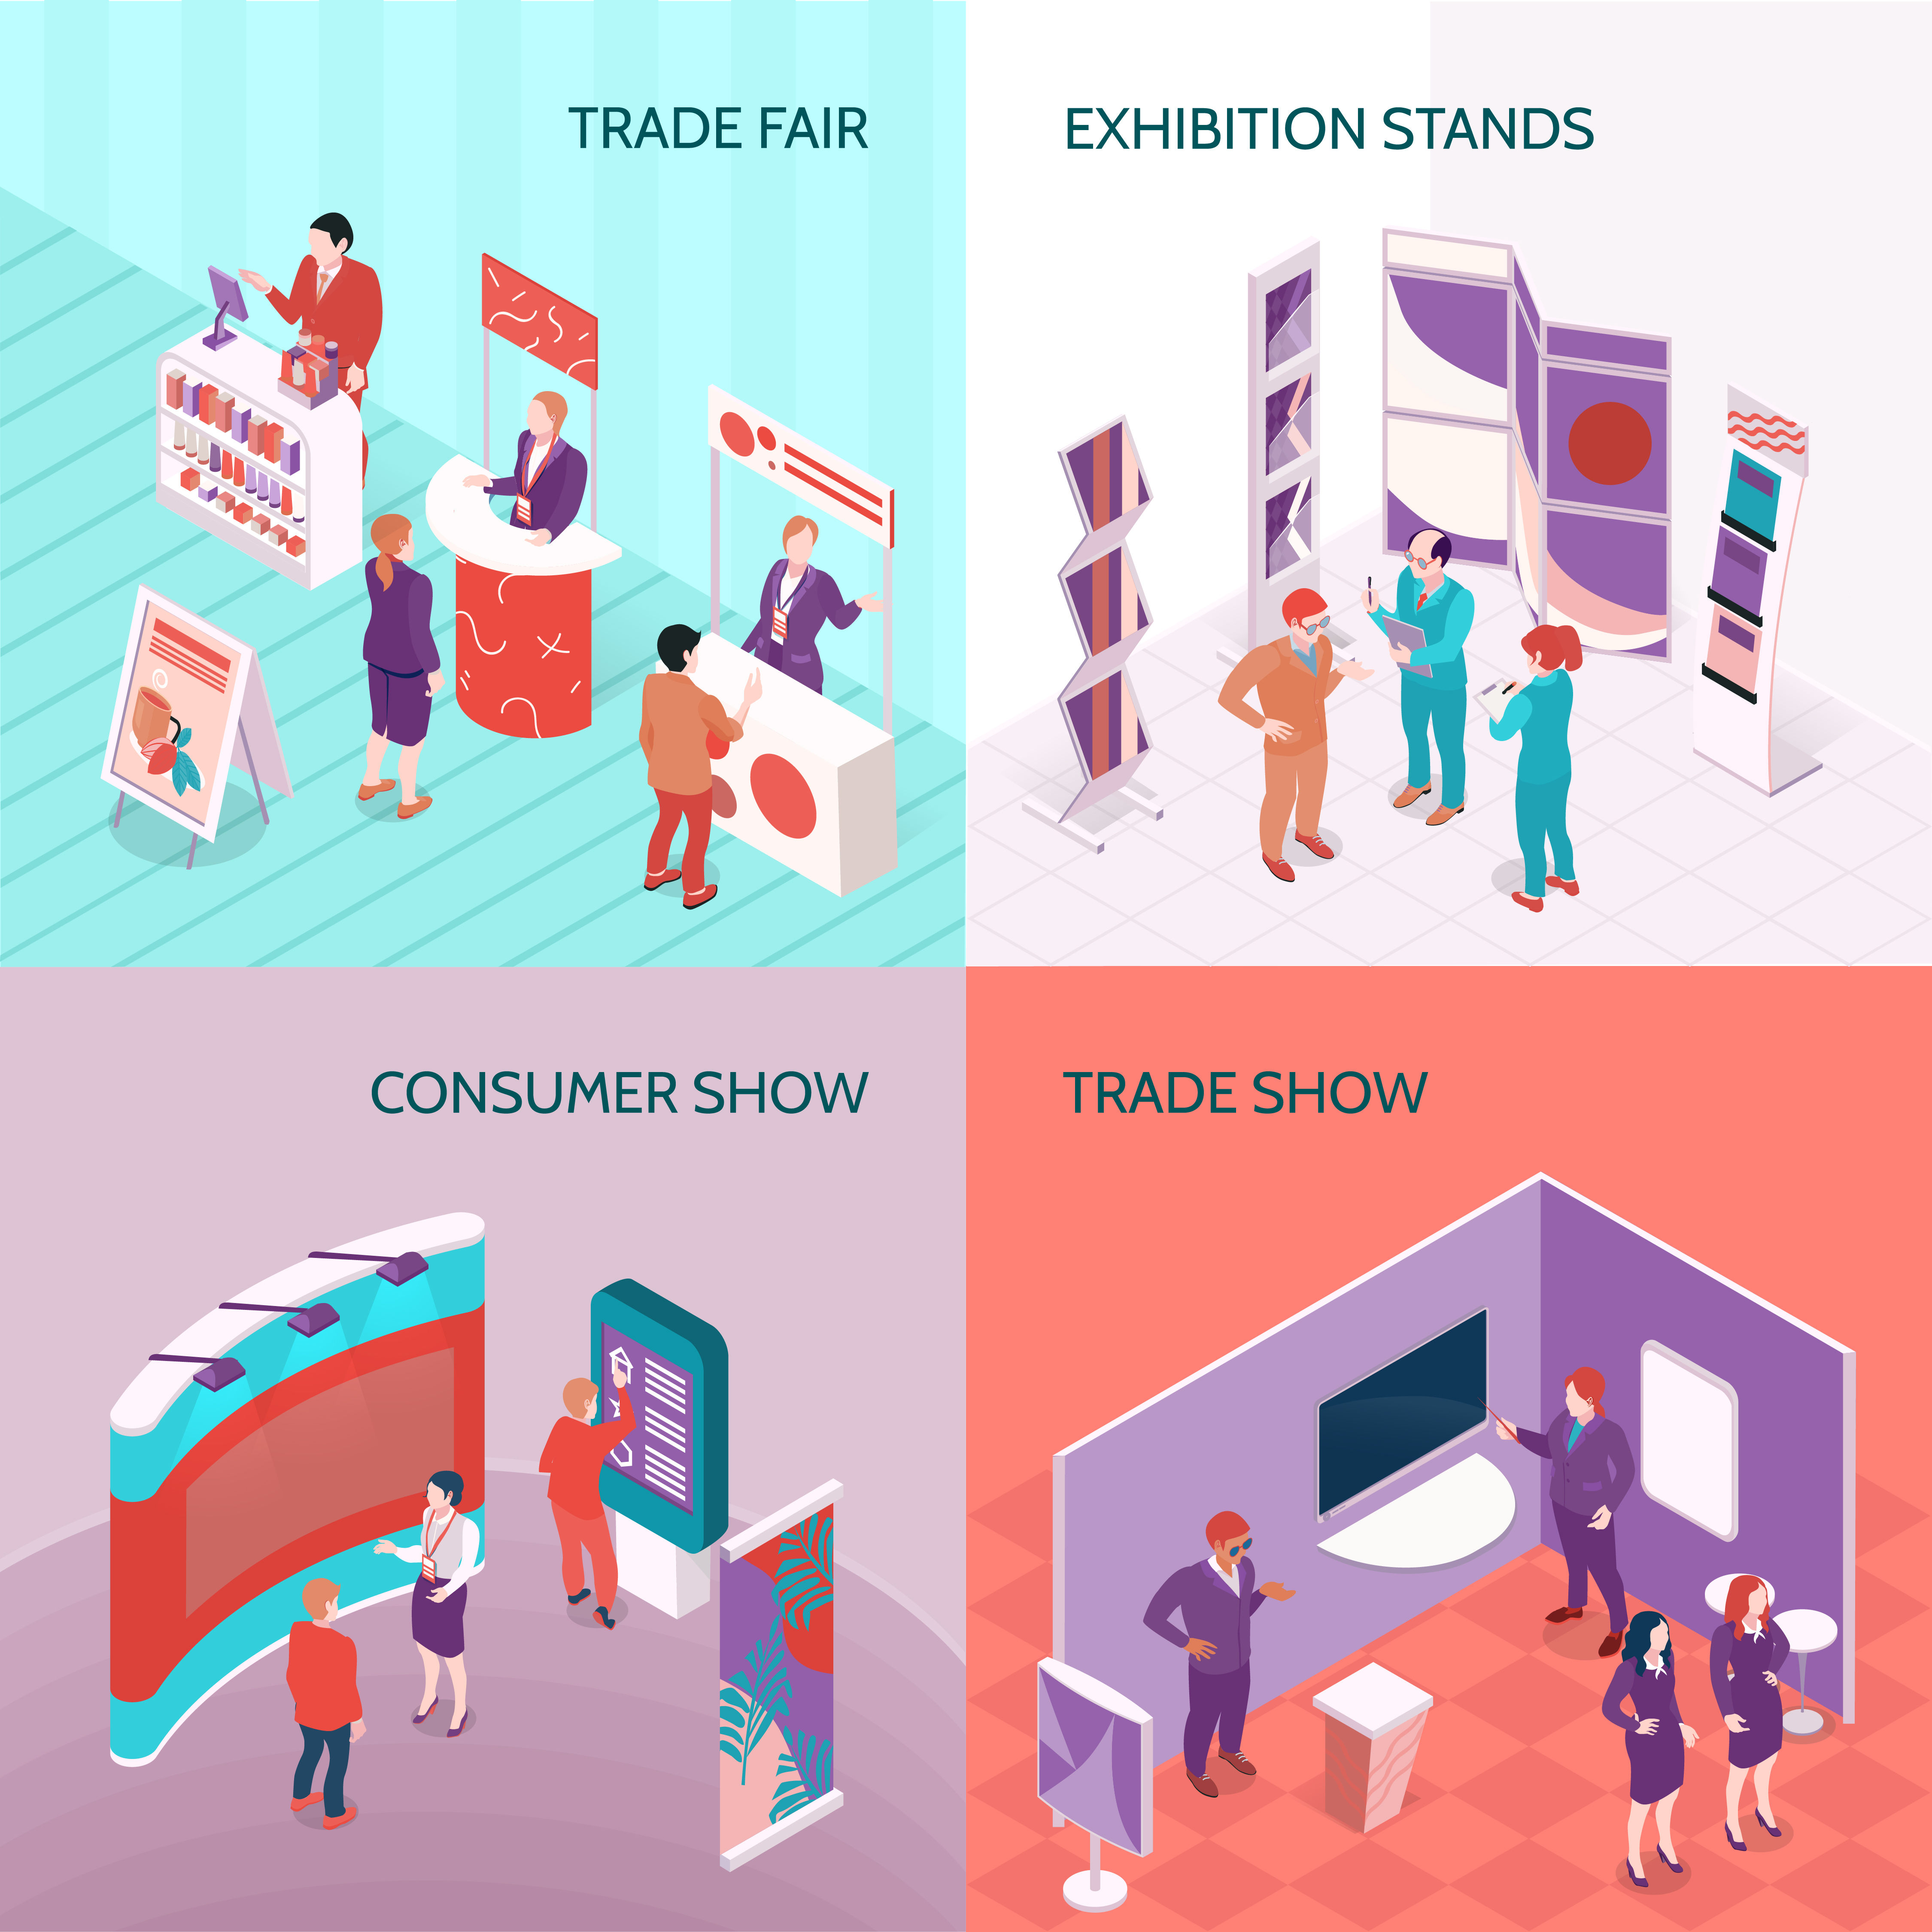 TRADE FAIR
EXHIBITION STANDS
CONSUMER SHOW
TRADE SHOW